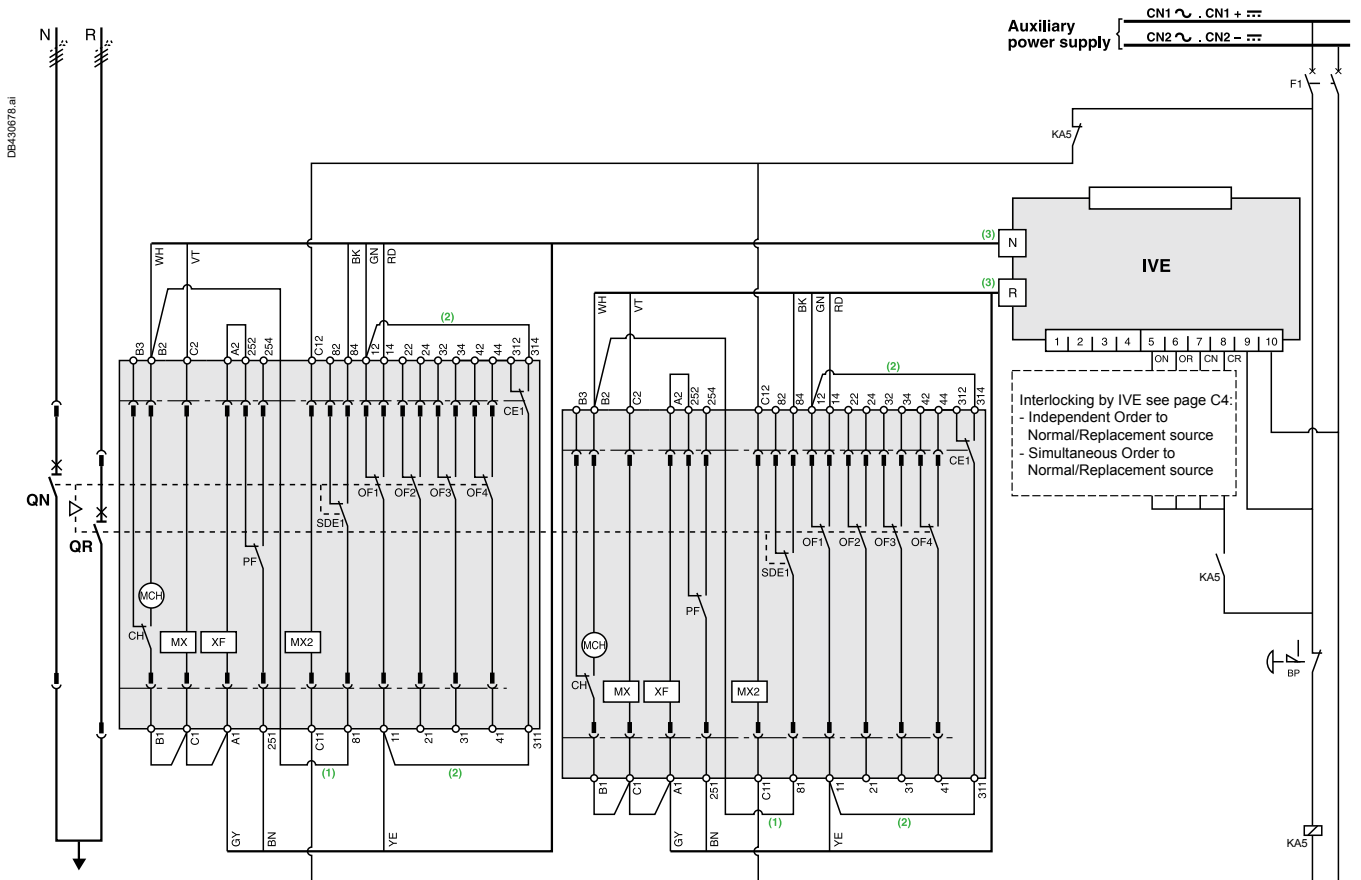 CN1 ∿ . CN1 + ⎓
Auxiliary
power supply
CN2 ∿ . CN2 – ⎓
N R
DB430678.ai
F1
KA5
(3) N
IVE
(3) R
WH VT BK GN RD
WH VT BK GN RD
1 2 3 4 5 6 7 8 9 10
ON OR CN CR
(2)
B3 B2 C2 A2 252 254 C12 82 84 12 14 22 24 32 34 42 44 312 314
(2)
B3 B2 C2 A2 252 254 C12 82 84 12 14 22 24 32 34 42 44 312 314
Interlocking by IVE see page C4:
- Independent Order to
Normal/Replacement source
- Simultaneous Order to
Normal/Replacement source
CE1
CE1
QN
OF1 OF2 OF3 OF4
SDE1
QR
OF1 OF2 OF3 OF4
PF
SDE1
KA5
MCH
PF
CH MX XF MX2
MCH
BP
CH MX XF MX2
B1 C1 A1 251 C11 81 11 21 31 41 311
(1) (2)
B1 C1 A1 251 C11 81 11 21 31 41 311
(1) (2)
GY BN YE
GY BN YE
KA5